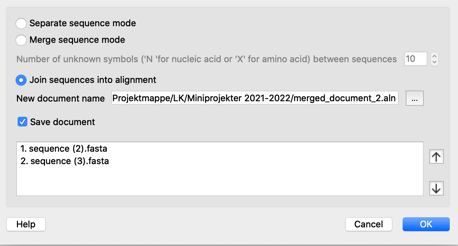 Separate sequence mode
Merge sequence mode
Number of unknown symbols ('N 'for nucleic acid or 'X' for amino acid) between sequences 10
Join sequences into alignment
New document name Projektmappe/LK/Miniprojekter 2021-2022/merged_document_2.aln ...
Save document
1. sequence (2).fasta
2. sequence (3).fasta
Help Cancel OK